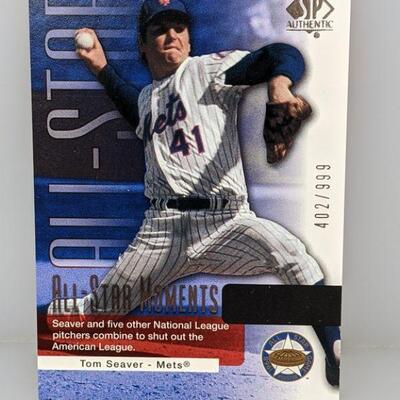 SP
AUTHENTIC®
ALL-STAR
Mets
41
402/999
ALL-STAR MOMENTS
Seaver and five other National League
pitchers combine to shut out the
American League.
Tom Seaver - Mets®